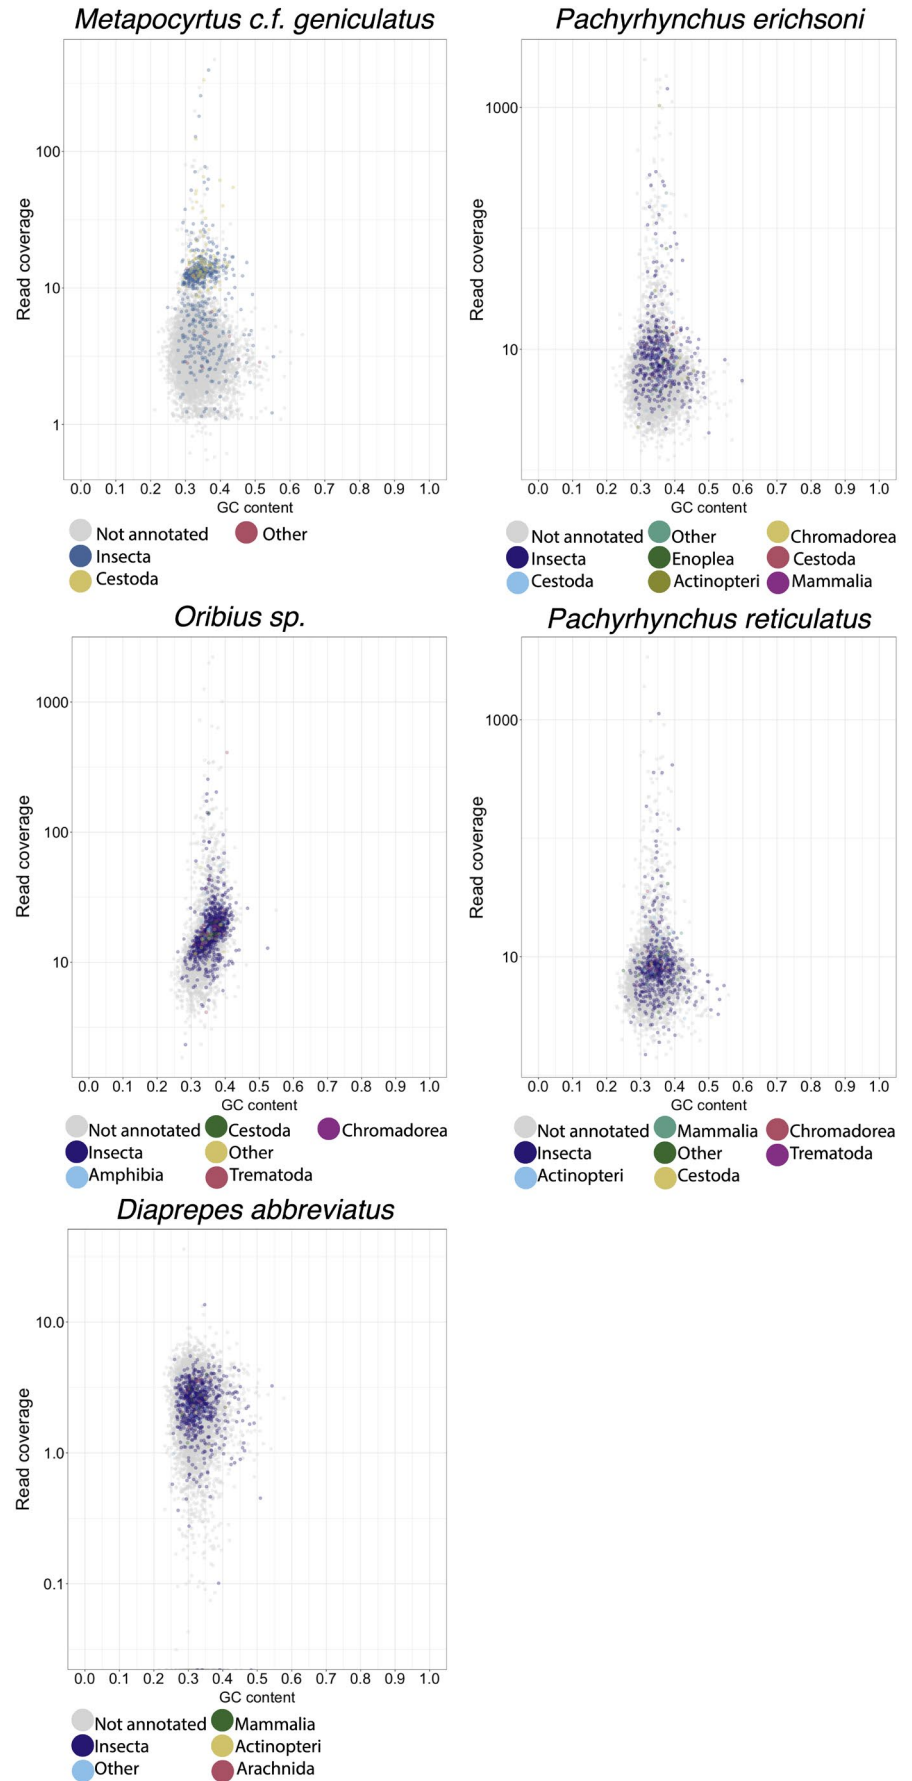 Metapocyrtus c.f. geniculatus
Read coverage
100
10
1
0.0 0.1 0.2 0.3 0.4 0.5 0.6 0.7 0.8 0.9 1.0
GC content
Not annotated Other
Insecta
Cestoda
Pachyrhynchus erichsoni
Read coverage
1000
10
0.0 0.1 0.2 0.3 0.4 0.5 0.6 0.7 0.8 0.9 1.0
GC content
Not annotated Other Chromadorea
Insecta Enoplea Cestoda
Cestoda Actinopteri Mammalia
Oribius sp.
Read coverage
1000
100
10
0.0 0.1 0.2 0.3 0.4 0.5 0.6 0.7 0.8 0.9 1.0
GC content
Not annotated Cestoda Chromadorea
Insecta Other
Amphibia Trematoda
Pachyrhynchus reticulatus
Read coverage
1000
10
0.0 0.1 0.2 0.3 0.4 0.5 0.6 0.7 0.8 0.9 1.0
GC content
Not annotated Mammalia Chromadorea
Insecta Other Trematoda
Actinopteri Cestoda
Diaprepes abbreviatus
Read coverage
10.0
1.0
0.1
0.0 0.1 0.2 0.3 0.4 0.5 0.6 0.7 0.8 0.9 1.0
GC content
Not annotated Mammalia
Insecta Actinopteri
Other Arachnida